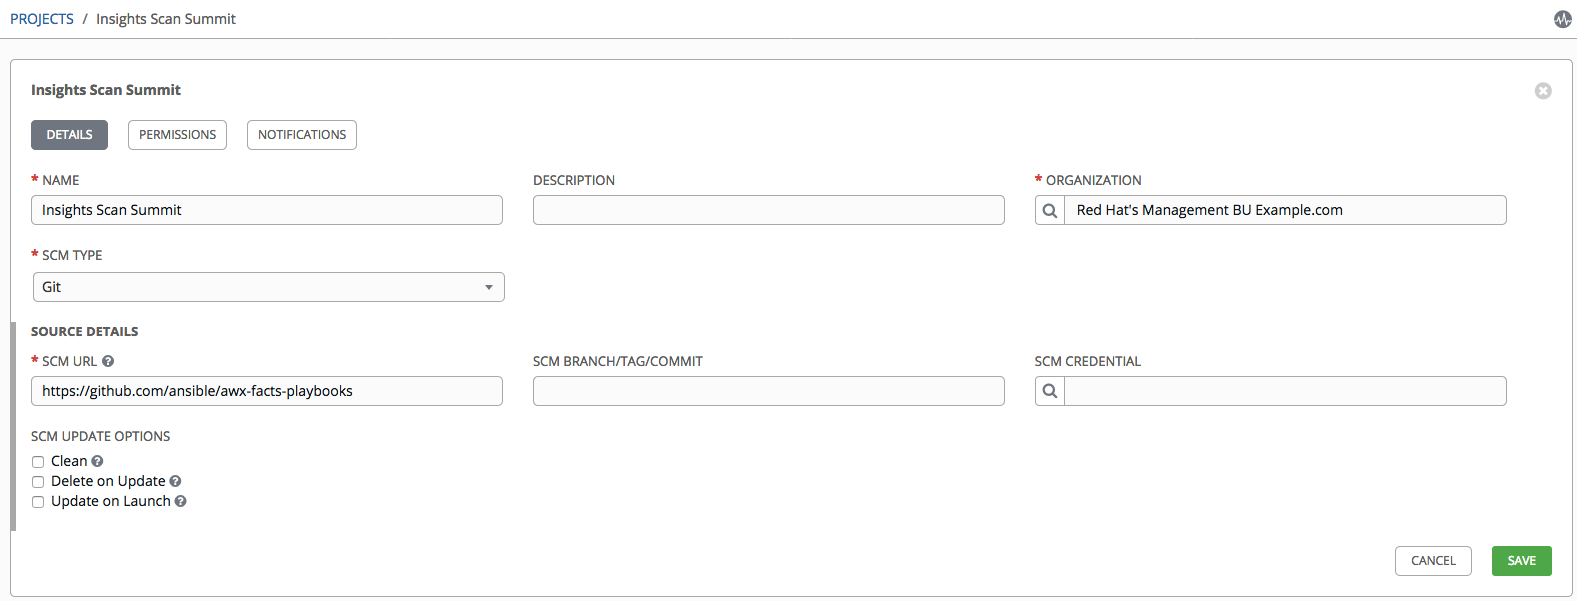 PROJECTS / Insights Scan Summit
Insights Scan Summit
DETAILS PERMISSIONS NOTIFICATIONS
* NAME DESCRIPTION * ORGANIZATION
Insights Scan Summit Red Hat's Management BU Example.com
* SCM TYPE
Git
SOURCE DETAILS
* SCM URL ? SCM BRANCH/TAG/COMMIT SCM CREDENTIAL
https://github.com/ansible/awx-facts-playbooks
SCM UPDATE OPTIONS
Clean ?
Delete on Update ?
Update on Launch ?
CANCEL SAVE